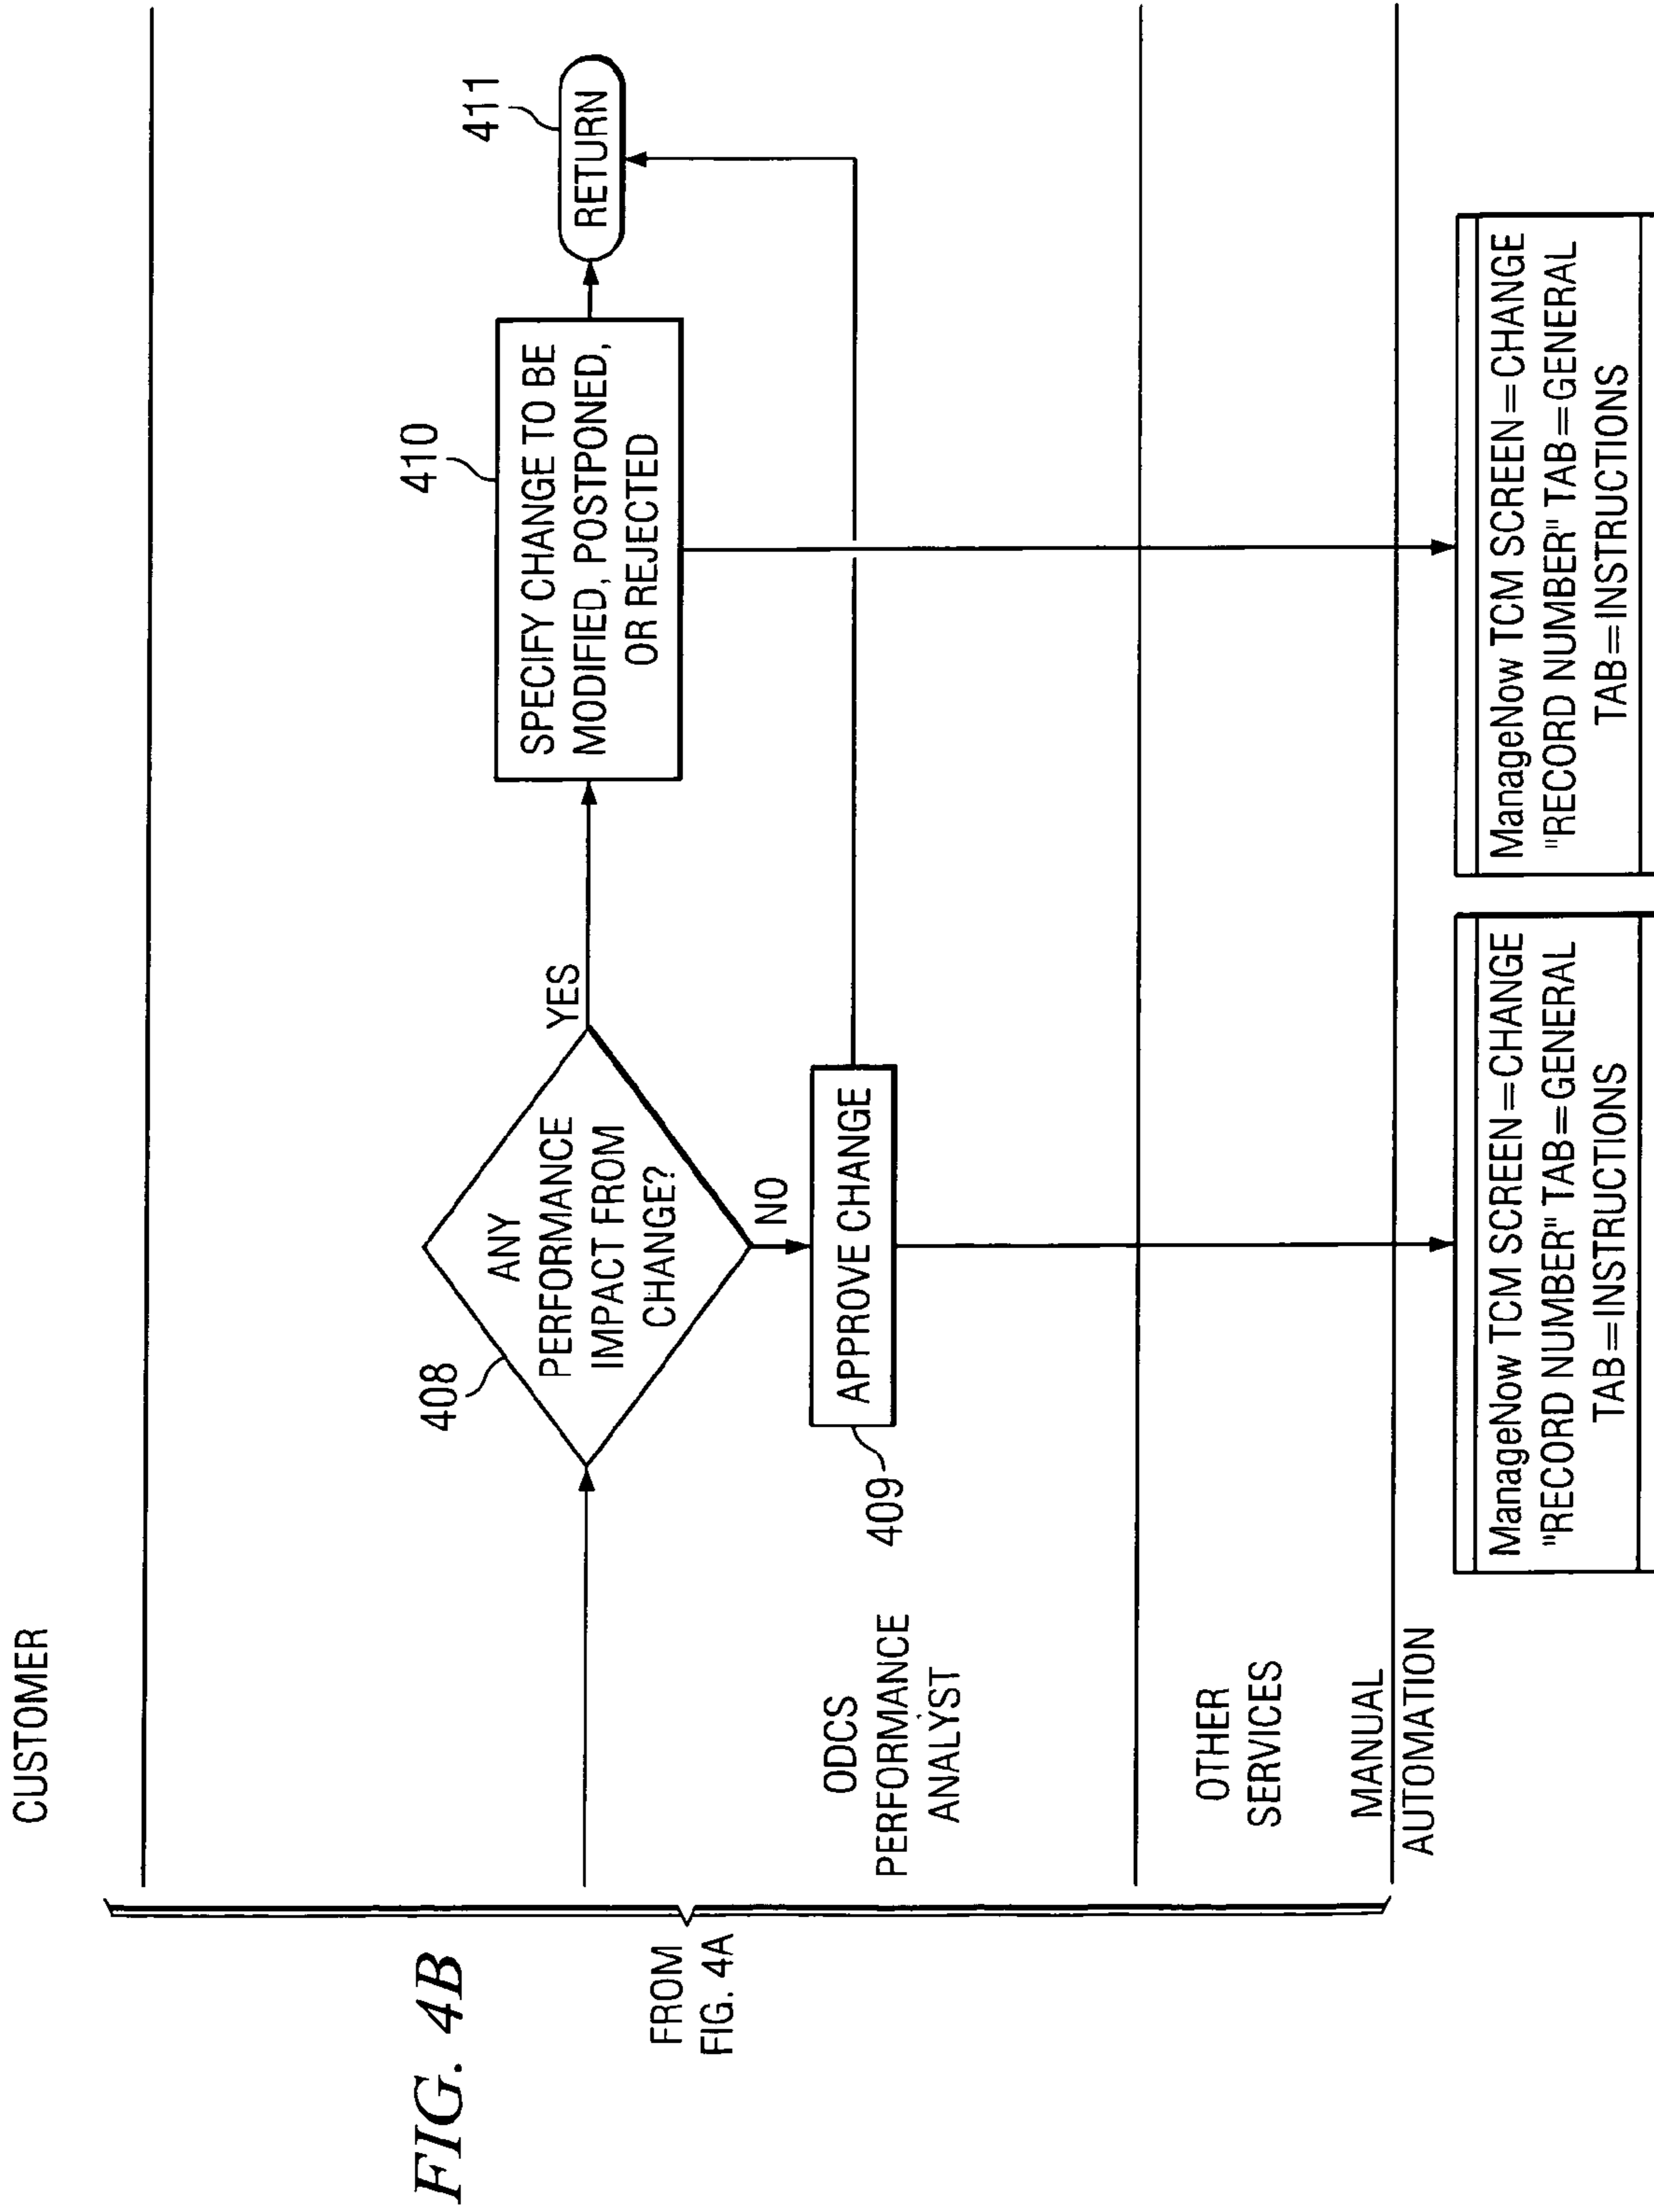 FIG. 4B
FROM
FIG. 4A
CUSTOMER
ODCS
PERFORMANCE
ANALYST
OTHER
SERVICES
MANUAL
AUTOMATION
408
ANY
PERFORMANCE
IMPACT FROM
CHANGE?
YES
NO
409
APPROVE CHANGE
410
SPECIFY CHANGE TO BE
MODIFIED, POSTPONED,
OR REJECTED
411
RETURN
ManageNow TCM SCREEN=CHANGE
"RECORD NUMBER" TAB=GENERAL
TAB=INSTRUCTIONS
ManageNow TCM SCREEN=CHANGE
"RECORD NUMBER" TAB=GENERAL
TAB=INSTRUCTIONS